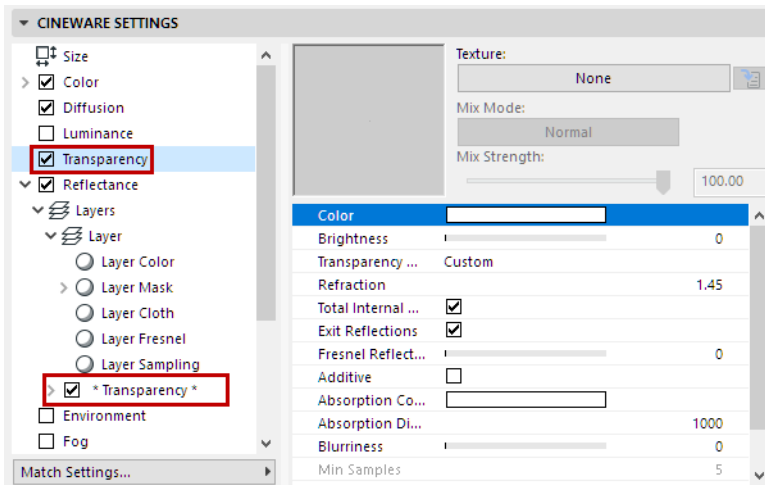 CINEWARE SETTINGS
Size
Color
Diffusion
Luminance
Transparency
Reflectance
Layers
Layer
Layer Color
Layer Mask
Layer Cloth
Layer Fresnel
Layer Sampling
* Transparency *
Environment
Fog
Match Settings...
Texture:
None
Mix Mode:
Normal
Mix Strength:
100.00
Color
Brightness 0
Transparency ... Custom
Refraction 1.45
Total Internal ...
Exit Reflections
Fresnel Reflect... 0
Additive
Absorption Co...
Absorption Di... 1000
Blurriness 0
Min Samples 5